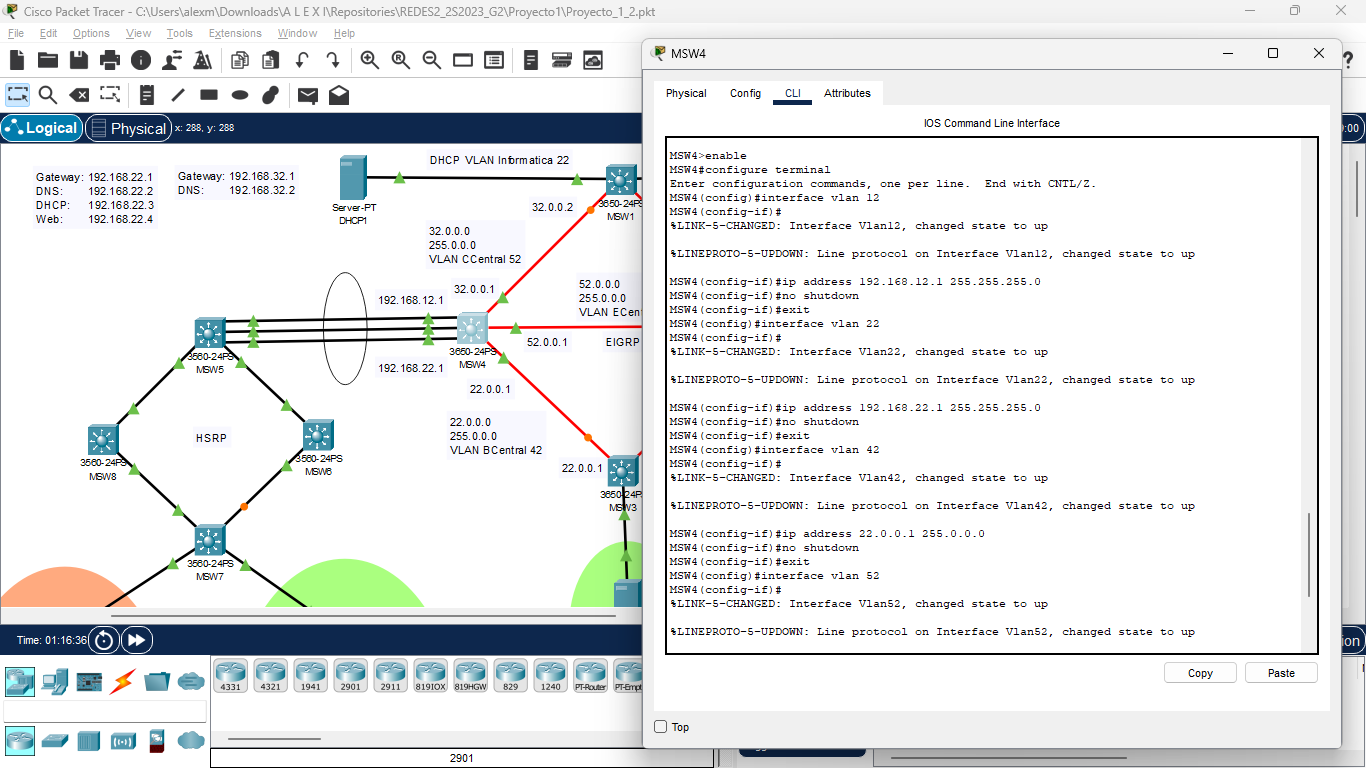 Cisco Packet Tracer - C:\Users\alexm\Downloads\A L E X I\Repositories\REDES2_2S2023_G2\Proyecto1\Proyecto_1_2.pkt
File Edit Options View Tools Extensions Window Help
Logical
Physical
x: 288, y: 288
:00
Gateway: 192.168.22.1
DNS: 192.168.22.2
DHCP: 192.168.22.3
Web: 192.168.22.4
Gateway: 192.168.32.1
DNS: 192.168.32.2
Server-PT
DHCP1
DHCP VLAN Informatica 22
32.0.0.2
3650-24PS
MSW1
32.0.0.0
255.0.0.0
VLAN CCentral 52
32.0.0.1
192.168.12.1
52.0.0.0
255.0.0.0
VLAN ECen
52.0.0.1
EIGRP
3560-24PS
MSW5
3650-24PS
MSW4
192.168.22.1
22.0.0.1
22.0.0.0
255.0.0.0
VLAN BCentral 42
22.0.0.1
3650-24P
MSW3
HSRP
3560-24PS
MSW8
3560-24PS
MSW6
3560-24PS
MSW7
Time: 01:16:36
4331
4321
1941
2901
2911
819IOX
819HGW
829
1240
PT-Router
PT-Empt
2901
MSW4
Physical Config CLI Attributes
IOS Command Line Interface
MSW4>enable
MSW4#configure terminal
Enter configuration commands, one per line. End with CNTL/Z.
MSW4(config)#interface vlan 12
MSW4(config-if)#
%LINK-5-CHANGED: Interface Vlan12, changed state to up
%LINEPROTO-5-UPDOWN: Line protocol on Interface Vlan12, changed state to up
MSW4(config-if)#ip address 192.168.12.1 255.255.255.0
MSW4(config-if)#no shutdown
MSW4(config-if)#exit
MSW4(config)#interface vlan 22
MSW4(config-if)#
%LINK-5-CHANGED: Interface Vlan22, changed state to up
%LINEPROTO-5-UPDOWN: Line protocol on Interface Vlan22, changed state to up
MSW4(config-if)#ip address 192.168.22.1 255.255.255.0
MSW4(config-if)#no shutdown
MSW4(config-if)#exit
MSW4(config)#interface vlan 42
MSW4(config-if)#
%LINK-5-CHANGED: Interface Vlan42, changed state to up
%LINEPROTO-5-UPDOWN: Line protocol on Interface Vlan42, changed state to up
MSW4(config-if)#ip address 22.0.0.1 255.0.0.0
MSW4(config-if)#no shutdown
MSW4(config-if)#exit
MSW4(config)#interface vlan 52
MSW4(config-if)#
%LINK-5-CHANGED: Interface Vlan52, changed state to up
%LINEPROTO-5-UPDOWN: Line protocol on Interface Vlan52, changed state to up
Copy
Paste
Top
ion